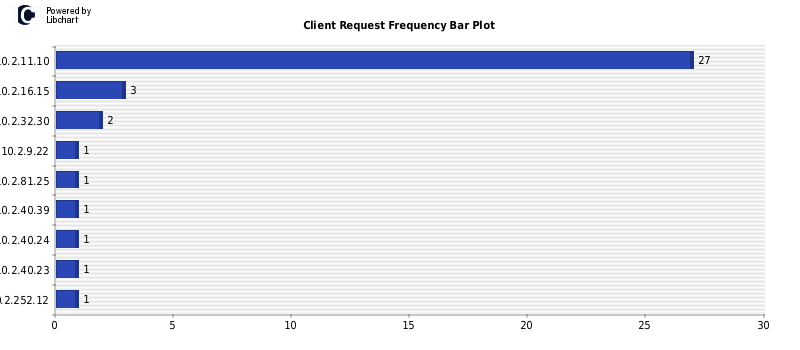 Powered by
Libchart
Client Request Frequency Bar Plot
0.2.11.10 27
0.2.16.15 3
0.2.32.30 2
10.2.9.22 1
0.2.81.25 1
0.2.40.39 1
0.2.40.24 1
0.2.40.23 1
.2.252.12 1
0 5 10 15 20 25 30